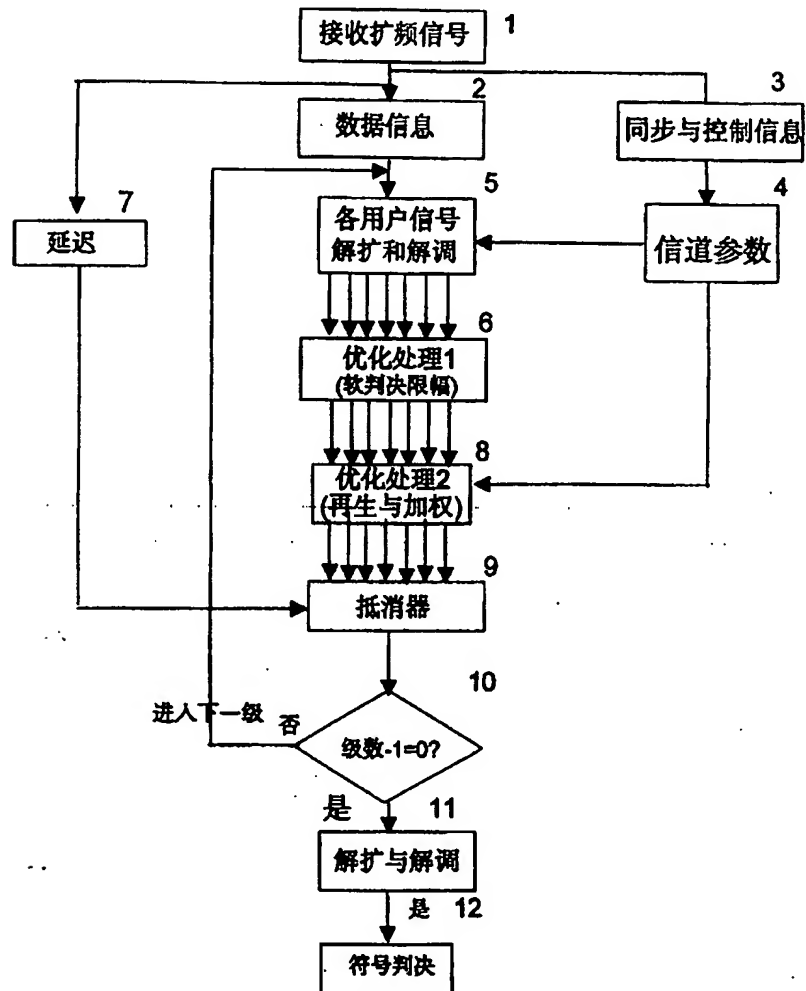 接收扩频信号
1
2
3
数据信息
同步与控制信息
5
4
7
各用户信号
解扩和解调
延迟
信道参数
6
优化处理1
(软判决限幅)
8
优化处理2
(再生与加权)
9
抵消器
10
进入下一级
否
级数-1=0?
是
11
解扩与解调
是
12
符号判决